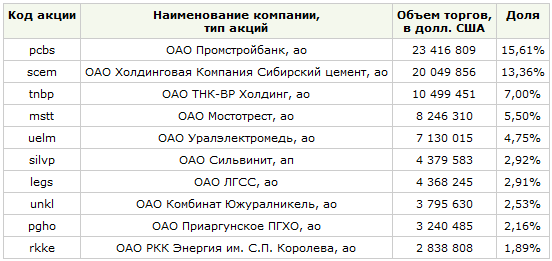 Код акции Наименование компании, Объем торгов, Доля
тип акций в долл. США
pcbs ОАО Промстройбанк, ао 23 416 809 15,61%
scem ОАО Холдинговая Компания Сибирский цемент, ао 20 049 856 13,36%
tnbp ОАО ТНК-ВР Холдинг, ао 10 499 451 7,00%
mstt ОАО Мостотрест, ао 8 246 310 5,50%
uelm ОАО Уралэлектромедь, ао 7 130 015 4,75%
silvp ОАО Сильвинит, ап 4 379 583 2,92%
legs ОАО ЛГСС, ао 4 368 245 2,91%
unkl ОАО Комбинат Южуралникель, ао 3 795 630 2,53%
pgho ОАО Приаргунское ПГХО, ао 3 240 485 2,16%
rkke ОАО РКК Энергия им. С.П. Королева, ао 2 838 808 1,89%